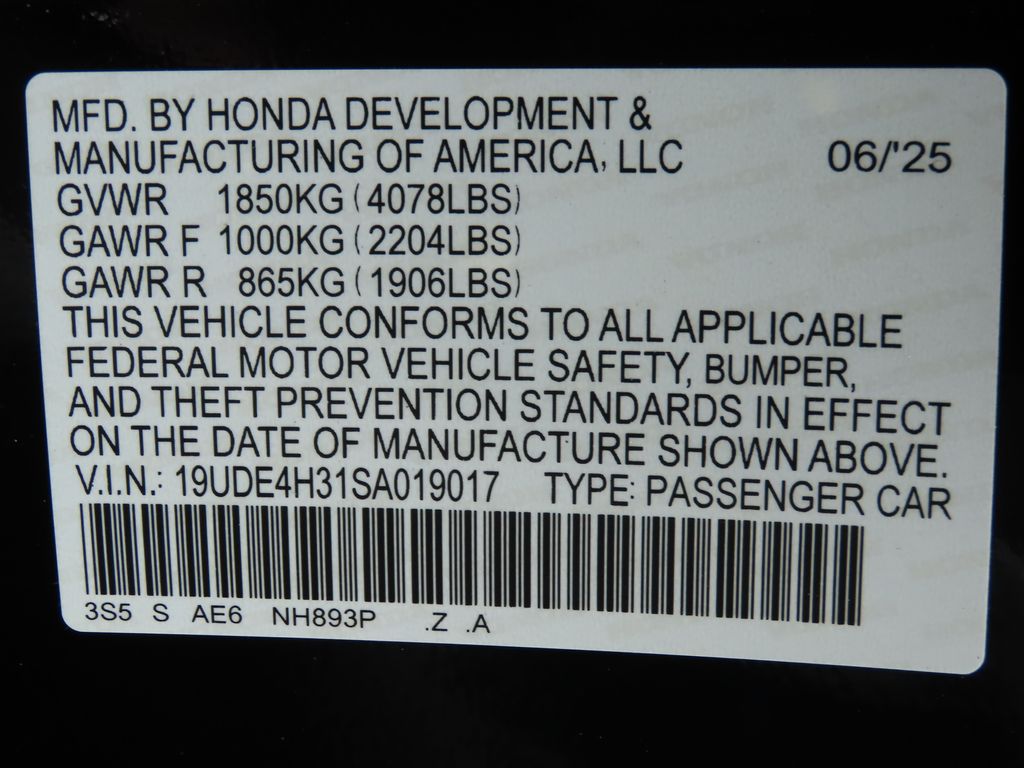 MFD. BY HONDA DEVELOPMENT &
MANUFACTURING OF AMERICA, LLC 06/'25
GVWR 1850KG (4078LBS)
GAWR F 1000KG (2204LBS)
GAWR R 865KG (1906LBS)
THIS VEHICLE CONFORMS TO ALL APPLICABLE
FEDERAL MOTOR VEHICLE SAFETY, BUMPER,
AND THEFT PREVENTION STANDARDS IN EFFECT
ON THE DATE OF MANUFACTURE SHOWN ABOVE.
V.I.N.: 19UDE4H31SA019017 TYPE: PASSENGER CAR
3S5 S AE6 NH893P .Z .A